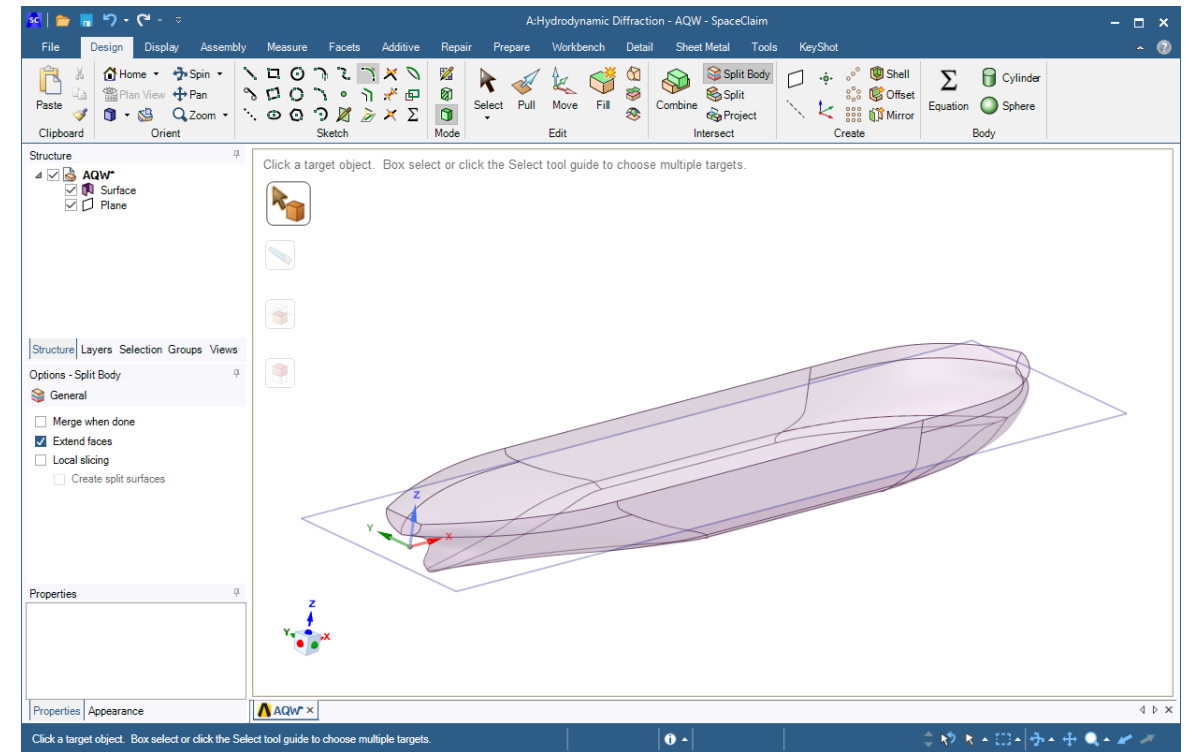 SC
A:Hydrodynamic Diffraction - AQW - SpaceClaim
File Design Display Assembly Measure Facets Additive Repair Prepare Workbench Detail Sheet Metal Tools KeyShot
Home Spin Split Body Shell Cylinder
Plan View Pan Split Offset
Paste Select Pull Move Fill Combine Equation Sphere
Zoom Project Mirror
Clipboard Orient Sketch Mode Edit Intersect Create Body
Structure
AQW*
Surface
Plane
Click a target object. Box select or click the Select tool guide to choose multiple targets.
Structure Layers Selection Groups Views
Options - Split Body
General
Merge when done
Extend faces
Local slicing
Create split surfaces
Z
Y
X
Properties
Z
Y
X
Properties Appearance
AQW*
Click a target object. Box select or click the Select tool guide to choose multiple targets.